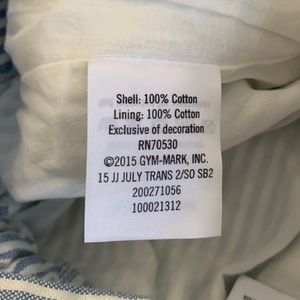 Shell: 100% Cotton
Lining: 100% Cotton
Exclusive of decoration
RN70530
©2015 GYM-MARK, INC.
15 JJ JULY TRANS 2/SO SB2
200271056
100021312